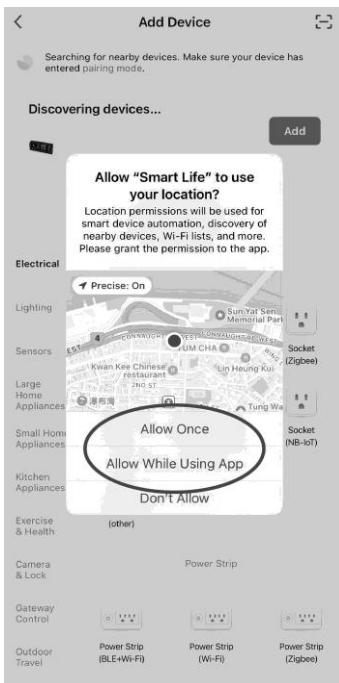 Add Device
Searching for nearby devices. Make sure your device has
entered pairing mode.
Discovering devices...
Add
Allow "Smart Life" to use
your location?
Location permissions will be used for
smart device automation, discovery of
nearby devices, Wi-Fi lists, and more.
Please grant the permission to the app.
Precise: On
Sun Yat Sen
Memorial Park
4
CONNAUGHT
WEST
CONNAUGHT
WEST
UM CHA
Kwan Kee Chinese
restaurant
Lin Heung Kui
2ND ST
Tung Wa
Allow Once
Allow While Using App
Don't Allow
Electrical
Lighting
Sensors
Large
Home
Appliances
Small Home
Appliances
Kitchen
Appliances
Exercise
& Health
Camera
& Lock
Gateway
Control
Outdoor
Travel
Socket
(Zigbee)
Socket
(NB-IoT)
(other)
Power Strip
Power Strip
(BLE+Wi-Fi)
Power Strip
(Wi-Fi)
Power Strip
(Zigbee)